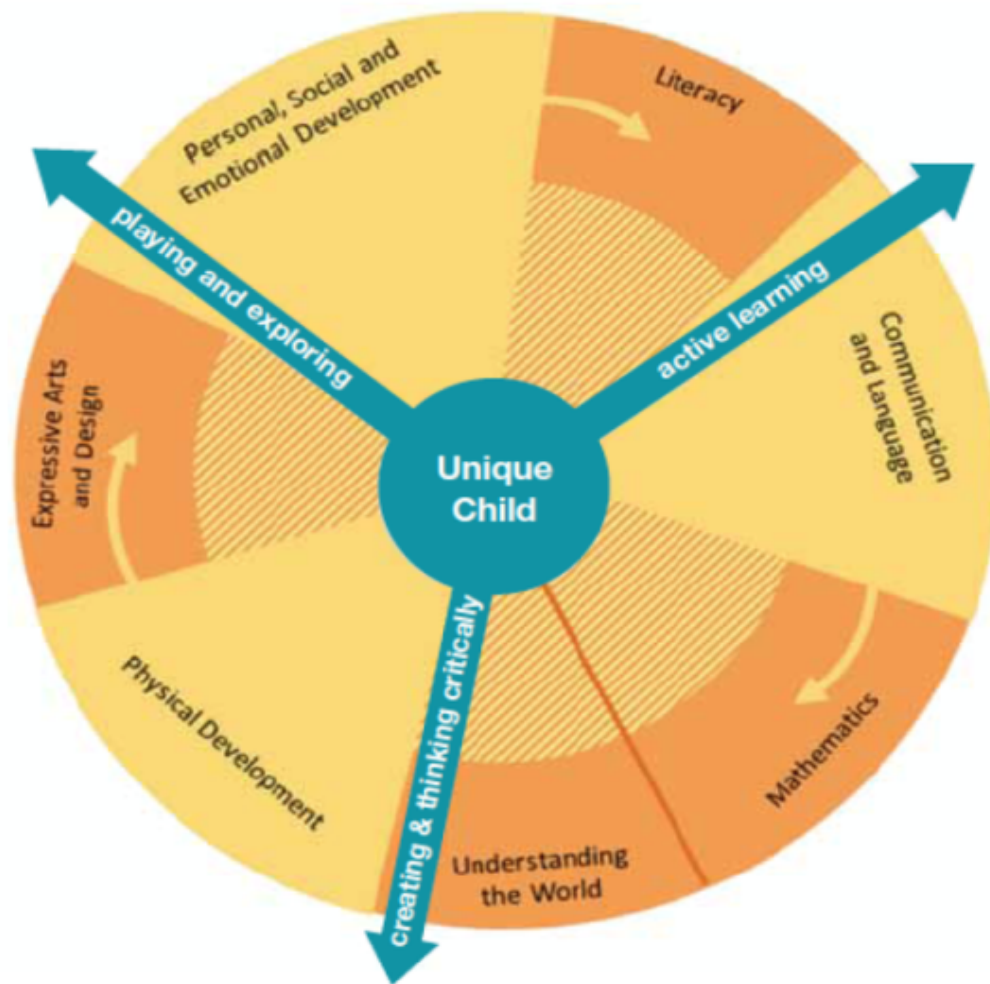 Personal, Social and
Emotional Development
Literacy
playing and exploring
active learning
Communication
and Language
Expressive Arts
and Design
Unique
Child
creating & thinking critically
Physical Development
Mathematics
Understanding
the World